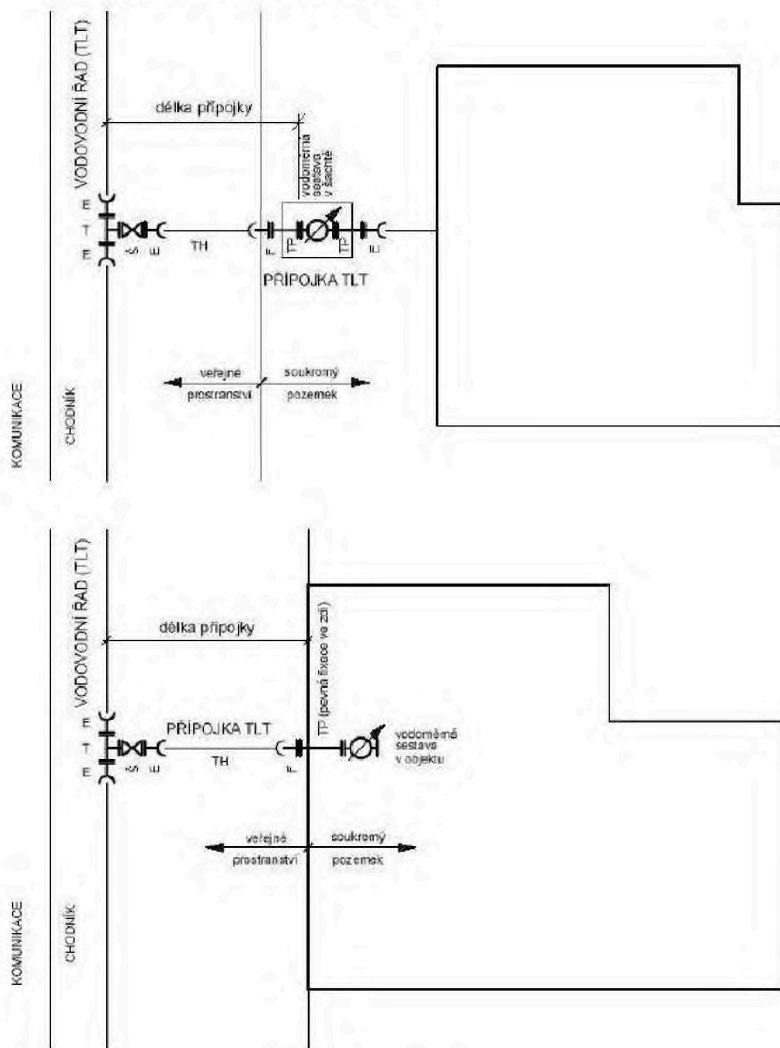 VODOVODNÍ ŘAD (TLT)
délka přípojky
vodoměrná
sestava
v šachtě
E
T
E
Š
E
TH
F
TP
TP
E
PŘÍPOJKA TLT
veřejné
prostranství
soukromý
pozemek
KOMUNIKACE
CHODNÍK
VODOVODNÍ ŘAD (TLT)
délka přípojky
TP (pevná fixace ve zdi)
E
T
E
Š
E
PŘÍPOJKA TLT
TH
F
vodoměrná
sestava
v objektu
veřejné
prostranství
soukromý
pozemek
KOMUNIKACE
CHODNÍK